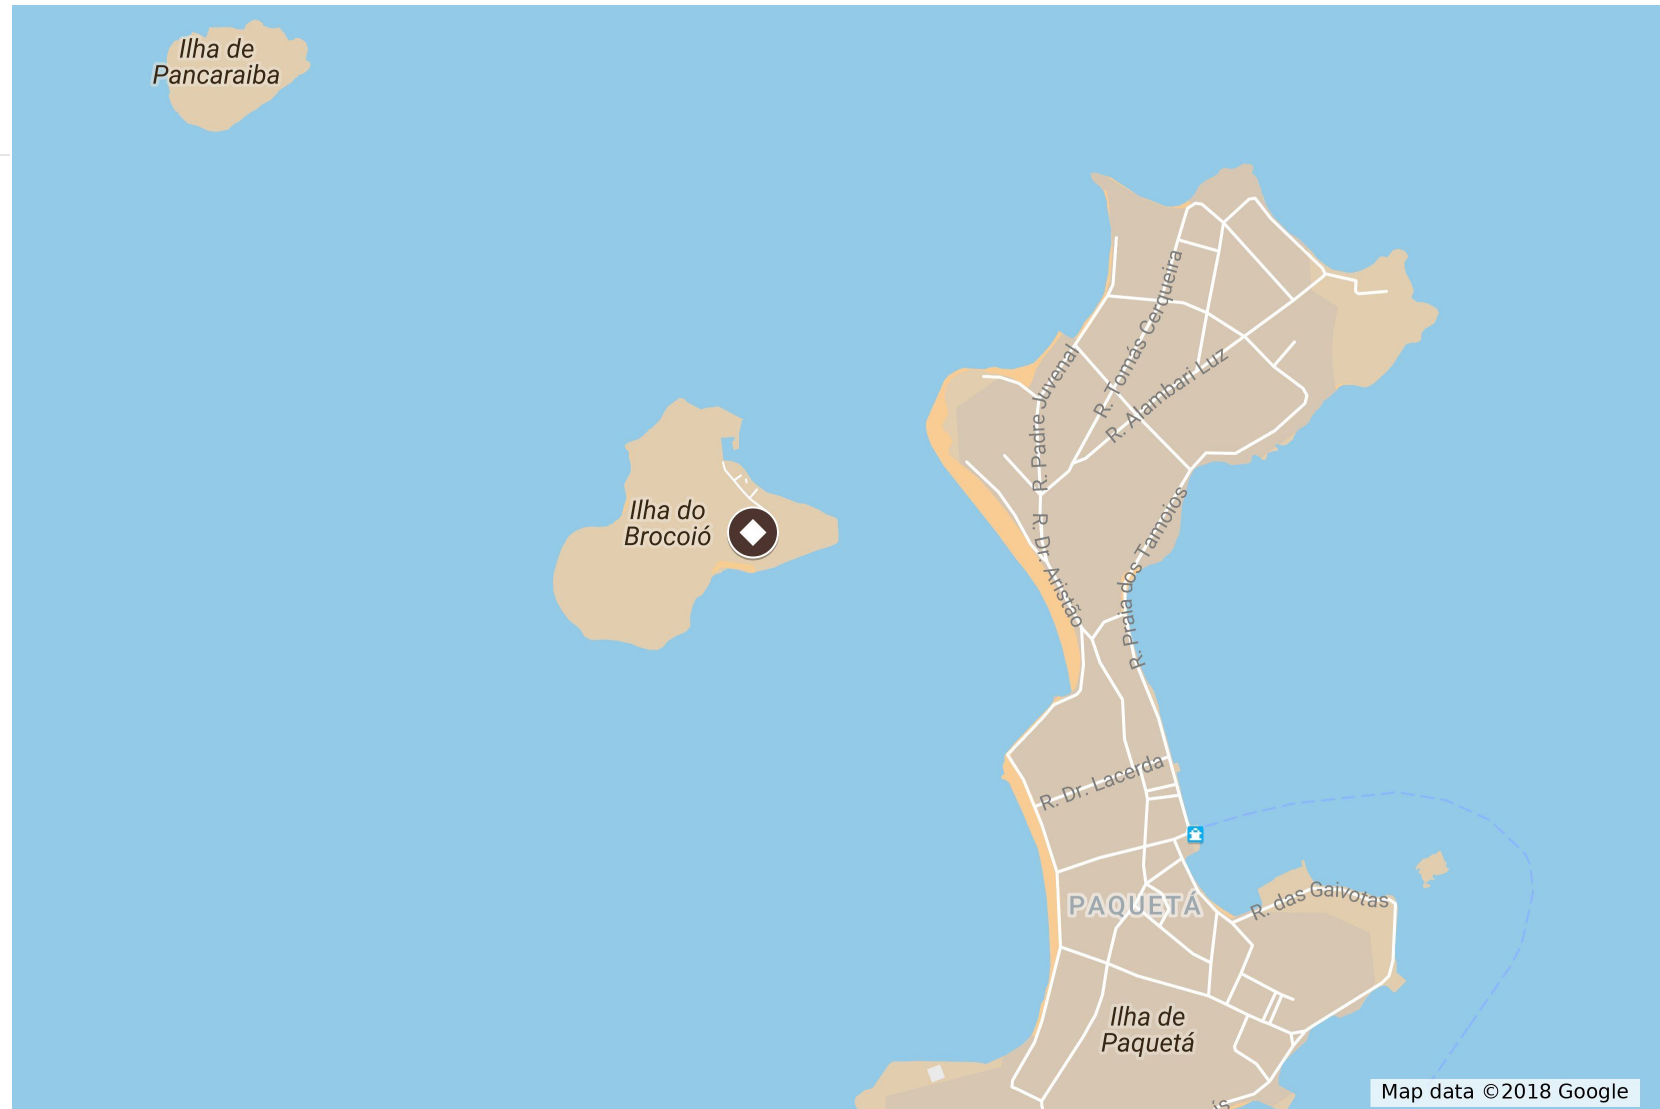 Ilha de
Pancaraiba
R. Tomás Cerqueira
R. Padre Juvenal
R. Alambari Luz
Ilha do
Brocoió
R. Dr. Aristão
R. Praia dos Tamoios
R. Dr. Lacerda
PAQUETÁ
R. das Gaivotas
Ilha de
Paquetá
Map data ©2018 Google